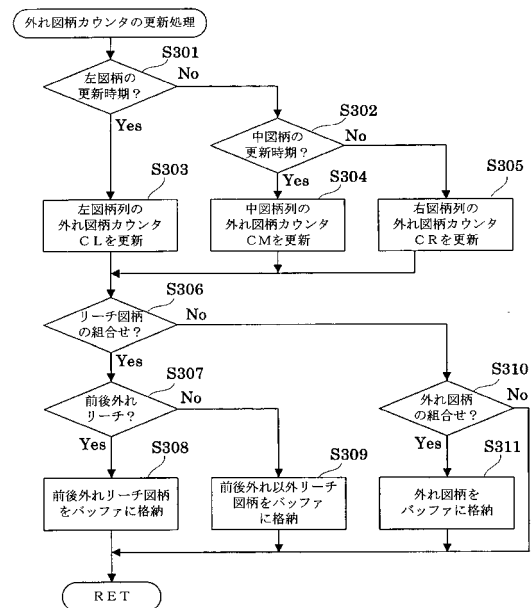 外れ図柄カウンタの更新処理
S301
左図柄の
更新時期？
No
Yes
S302
中図柄の
更新時期？
No
Yes
S303
左図柄列の
外れ図柄カウンタ
ＣＬを更新
S304
中図柄列の
外れ図柄カウンタ
ＣＭを更新
S305
右図柄列の
外れ図柄カウンタ
ＣＲを更新
S306
リーチ図柄
の組合せ？
No
Yes
S307
前後外れ
リーチ？
No
Yes
S310
外れ図柄
の組合せ？
No
Yes
S308
前後外れリーチ図柄
をバッファに格納
S309
前後外れ以外リーチ
図柄をバッファ
に格納
S311
外れ図柄を
バッファに格納
ＲＥＴ